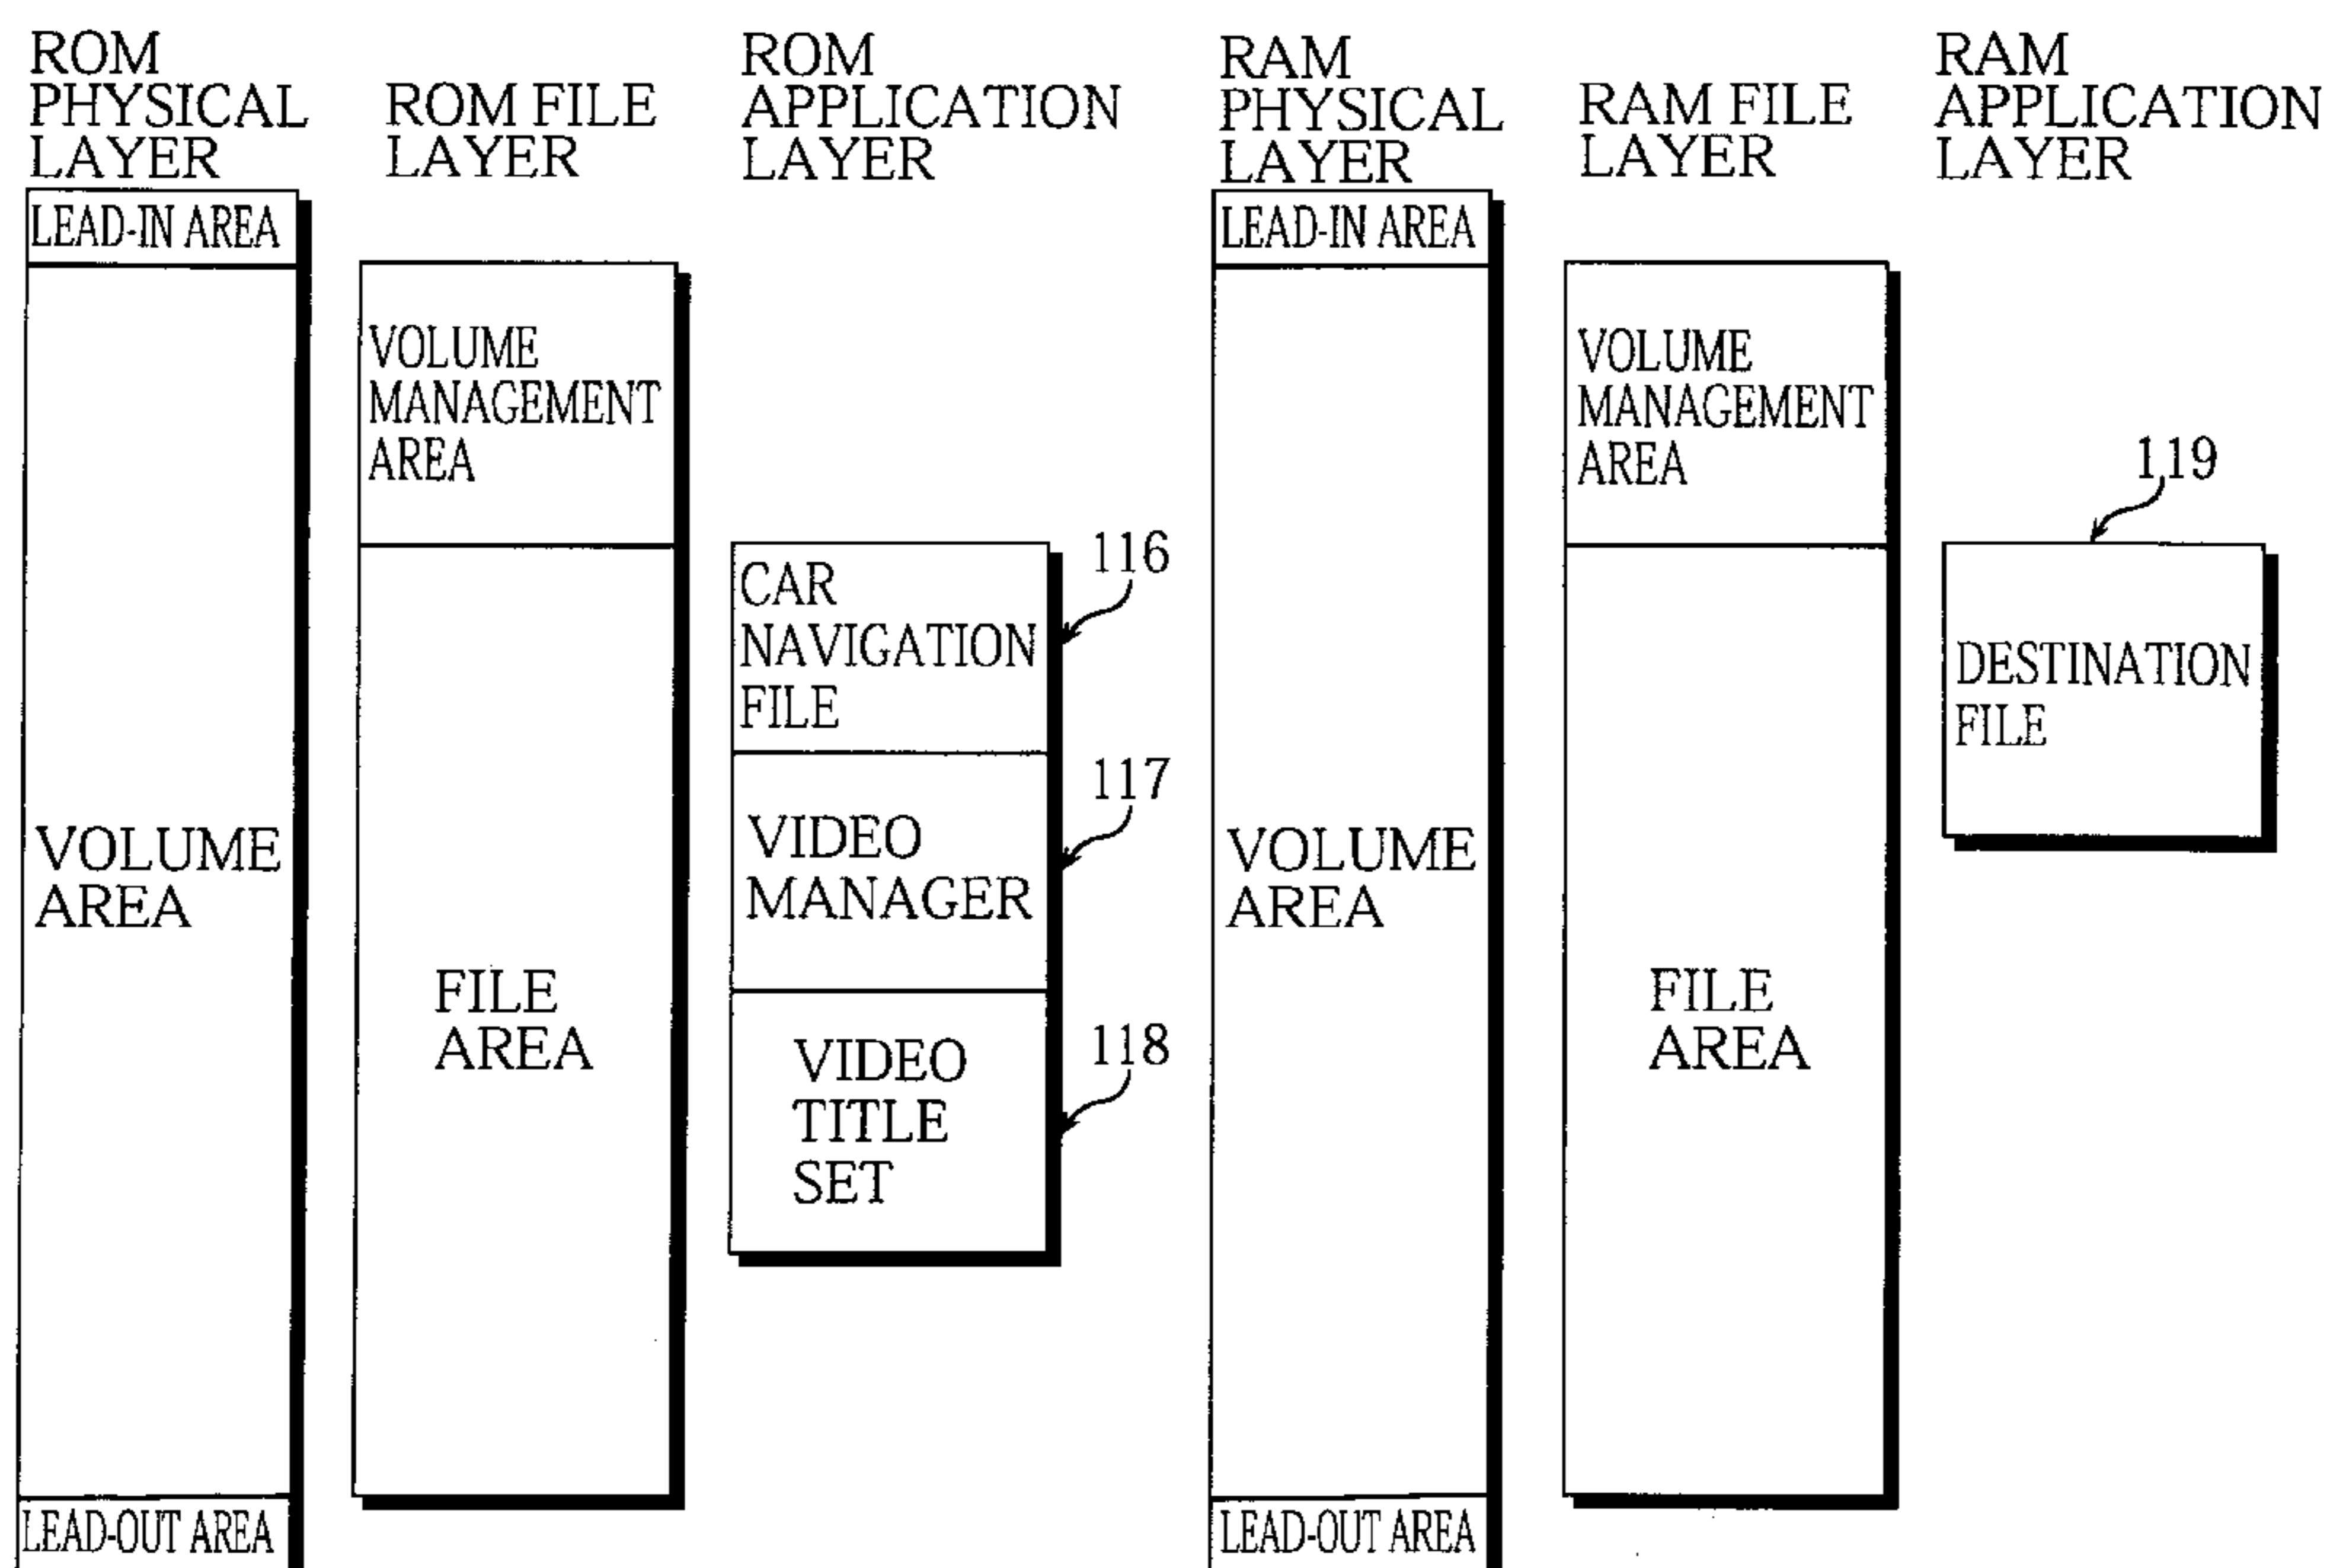 ROM
PHYSICAL
LAYER
LEAD-IN AREA
VOLUME
AREA
LEAD-OUT AREA
ROM FILE
LAYER
VOLUME
MANAGEMENT
AREA
FILE
AREA
ROM
APPLICATION
LAYER
CAR
NAVIGATION
FILE
116
VIDEO
MANAGER
117
VIDEO
TITLE
SET
118
RAM
PHYSICAL
LAYER
LEAD-IN AREA
VOLUME
AREA
LEAD-OUT AREA
RAM FILE
LAYER
VOLUME
MANAGEMENT
AREA
FILE
AREA
RAM
APPLICATION
LAYER
119
DESTINATION
FILE